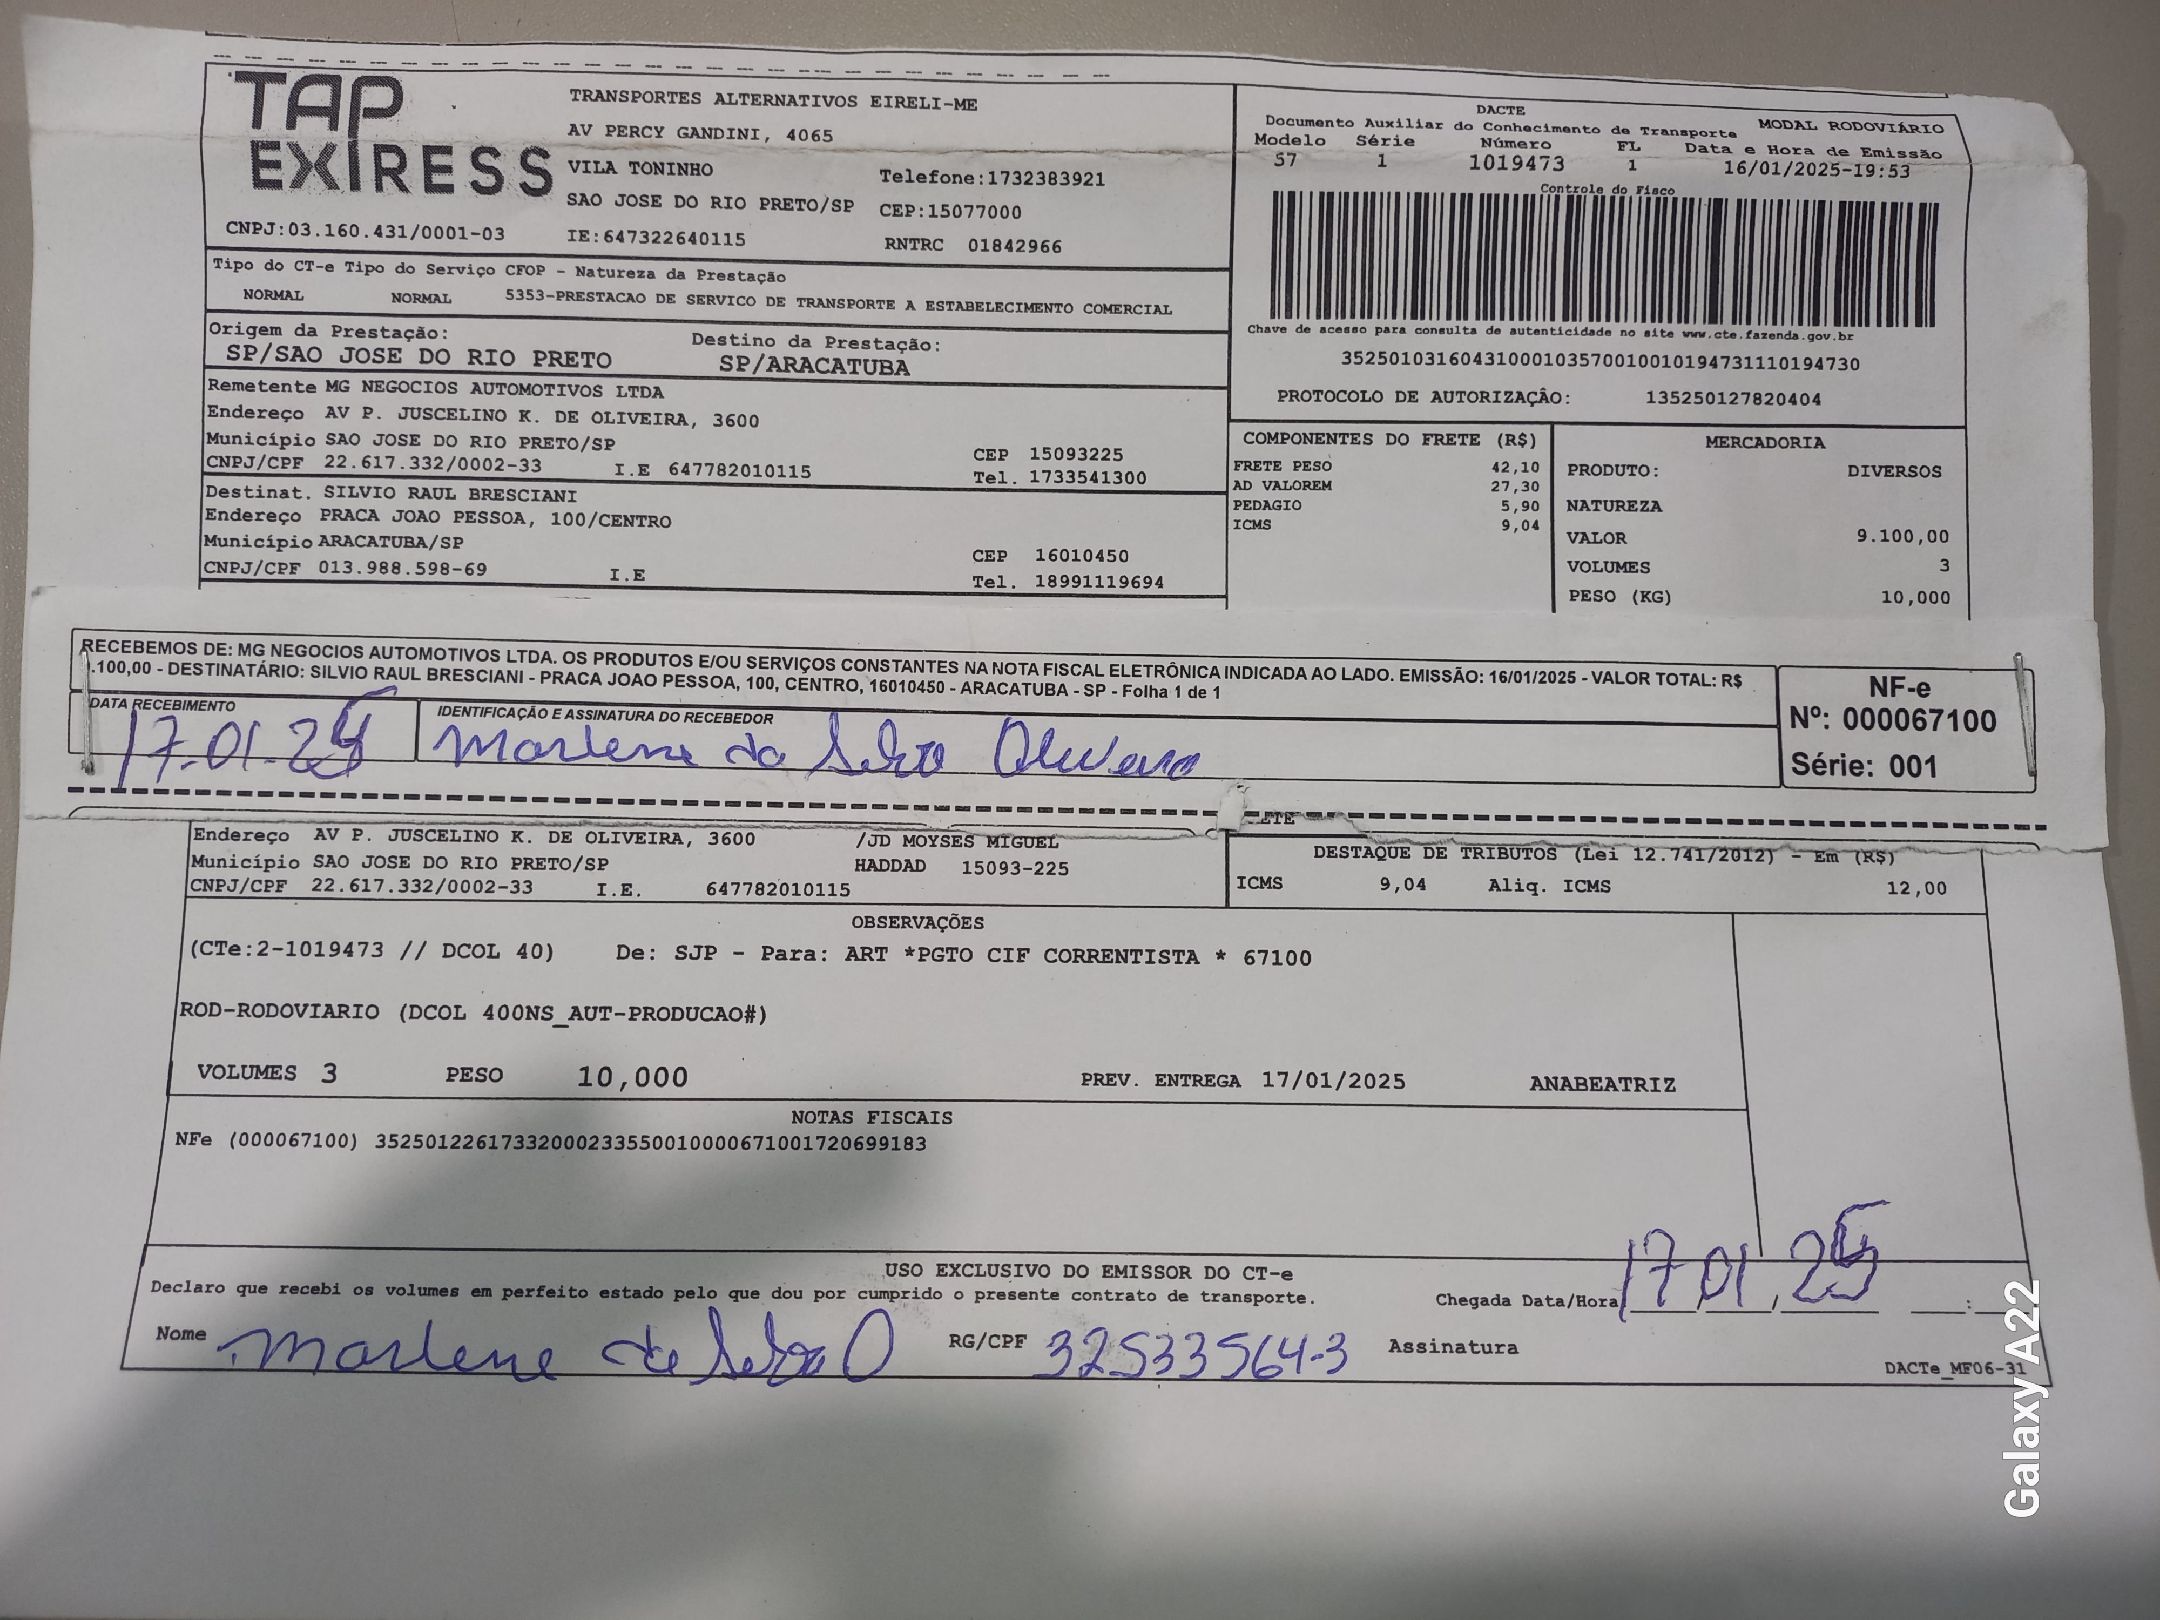 TAP
EXIRESS
TRANSPORTES ALTERNATIVOS EIRELI-ME
AV PERCY GANDINI, 4065
VILA TONINHO
Telefone:1732383921
SAO JOSE DO RIO PRETO/SP CEP:15077000
CNPJ:03.160.431/0001-03 IE:647322640115 RNTRC 01842966
DACTE
Documento Auxiliar do Conhecimento de Transporte MODAL RODOVIÁRIO
Modelo Série Número FL Data e Hora de Emissão
57 1 1019473 1 16/01/2025-19:53
Controle do Fisco
Chave de acesso para consulta de autenticidade no site www.cte.fazenda.gov.br
35250103160431000103570010010194731110194730
PROTOCOLO DE AUTORIZAÇÂO: 135250127820404
Tipo do CT-e Tipo do Serviço CFOP - Natureza da Prestação
NORMAL NORMAL 5353-PRESTACAO DE SERVICO DE TRANSPORTE A ESTABELECIMENTO COMERCIAL
Origem da Prestação: Destino da Prestação:
SP/SAO JOSE DO RIO PRETO SP/ARACATUBA
Remetente MG NEGOCIOS AUTOMOTIVOS LTDA
Endereço AV P. JUSCELINO K. DE OLIVEIRA, 3600
Município SAO JOSE DO RIO PRETO/SP CEP 15093225
CNPJ/CPF 22.617.332/0002-33 I.E 647782010115 Tel. 1733541300
Destinat. SILVIO RAUL BRESCIANI
Endereço PRACA JOAO PESSOA, 100/CENTRO
Município ARACATUBA/SP CEP 16010450
CNPJ/CPF 013.988.598-69 I.E Tel. 18991119694
COMPONENTES DO FRETE (R$)
FRETE PESO 42,10
AD VALOREM 27,30
PEDAGIO 5,90
ICMS 9,04
MERCADORIA
PRODUTO: DIVERSOS
NATUREZA
VALOR 9.100,00
VOLUMES 3
PESO (KG) 10,000
RECEBEMOS DE: MG NEGOCIOS AUTOMOTIVOS LTDA. OS PRODUTOS E/OU SERVIÇOS CONSTANTES NA NOTA FISCAL ELETRÔNICA INDICADA AO LADO. EMISSÃO: 16/01/2025 - VALOR TOTAL: R$
.100,00 - DESTINATÁRIO: SILVIO RAUL BRESCIANI - PRACA JOAO PESSOA, 100, CENTRO, 16010450 - ARACATUBA - SP - Folha 1 de 1
DATA RECEBIMENTO IDENTIFICAÇÃO E ASSINATURA DO RECEBEDOR
17.01.25 Marlene da Silva Oliveira
NF-e
Nº: 000067100
Série: 001
Endereço AV P. JUSCELINO K. DE OLIVEIRA, 3600 /JD MOYSES MIGUEL
Município SAO JOSE DO RIO PRETO/SP HADDAD 15093-225
CNPJ/CPF 22.617.332/0002-33 I.E. 647782010115
DESTAQUE DE TRIBUTOS (Lei 12.741/2012) - Em (R$)
ICMS 9,04 Aliq. ICMS 12,00
OBSERVAÇÕES
(CTe:2-1019473 // DCOL 40) De: SJP - Para: ART *PGTO CIF CORRENTISTA * 67100
ROD-RODOVIARIO (DCOL 400NS_AUT-PRODUCAO#)
VOLUMES 3 PESO 10,000 PREV. ENTREGA 17/01/2025 ANABEATRIZ
NOTAS FISCAIS
NFe (000067100) 35250122617332000233550010000671001720699183
USO EXCLUSIVO DO EMISSOR DO CT-e
Declaro que recebi os volumes em perfeito estado pelo que dou por cumprido o presente contrato de transporte.
Chegada Data/Hora 17/01/25 :
Nome Marlene da Silva O RG/CPF 32533564-3 Assinatura
DACTe_MF06-31
Galaxy A22